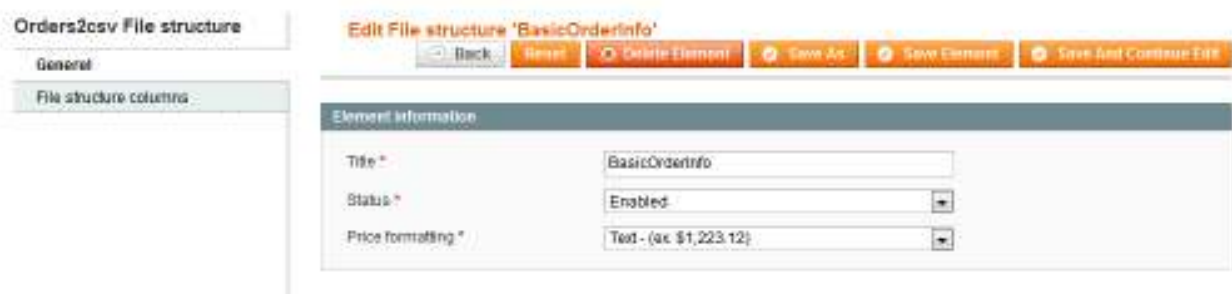 Orders2csv File structure
General
File structure columns
Edit File structure 'BasicOrderInfo'
Back Reset Delete Element Save As Save Element Save And Continue Edit
Element Information
Title * BasicOrderInfo
Status * Enabled
Price formatting * Text - (ex. $1,223.12)